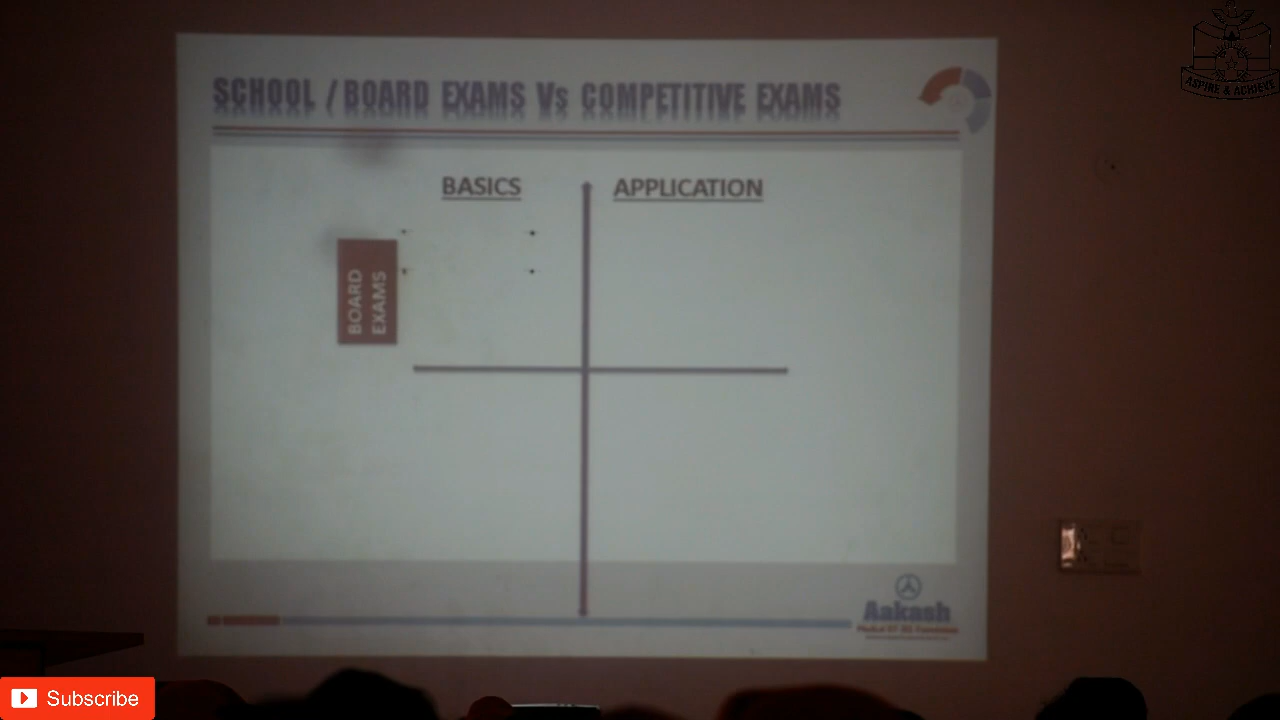 SCHOOL / BOARD EXAMS Vs COMPETITIVE EXAMS
BASICS
APPLICATION
BOARD
EXAMS
Aakash
ASPIRE & ACHIEVE
Subscribe